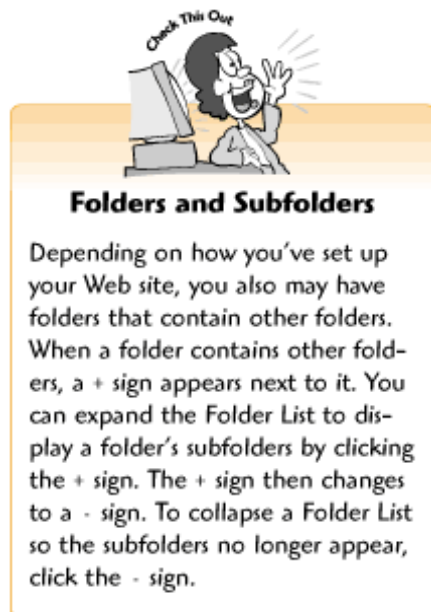 Check This Out
Folders and Subfolders
Depending on how you've set up
your Web site, you also may have
folders that contain other folders.
When a folder contains other fold-
ers, a + sign appears next to it. You
can expand the Folder List to dis-
play a folder's subfolders by clicking
the + sign. The + sign then changes
to a - sign. To collapse a Folder List
so the subfolders no longer appear,
click the - sign.